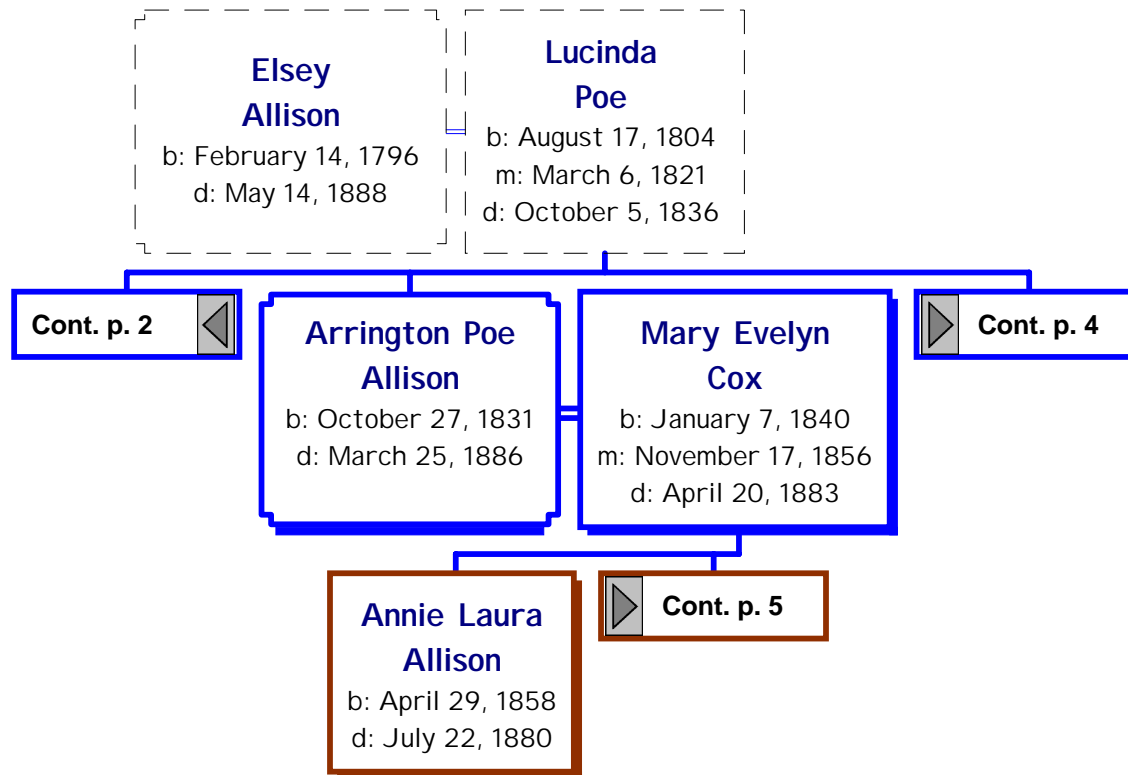 Elsey
Allison
b: February 14, 1796
d: May 14, 1888
Lucinda
Poe
b: August 17, 1804
m: March 6, 1821
d: October 5, 1836
Cont. p. 2
Arrington Poe
Allison
b: October 27, 1831
d: March 25, 1886
Mary Evelyn
Cox
b: January 7, 1840
m: November 17, 1856
d: April 20, 1883
Cont. p. 4
Annie Laura
Allison
b: April 29, 1858
d: July 22, 1880
Cont. p. 5